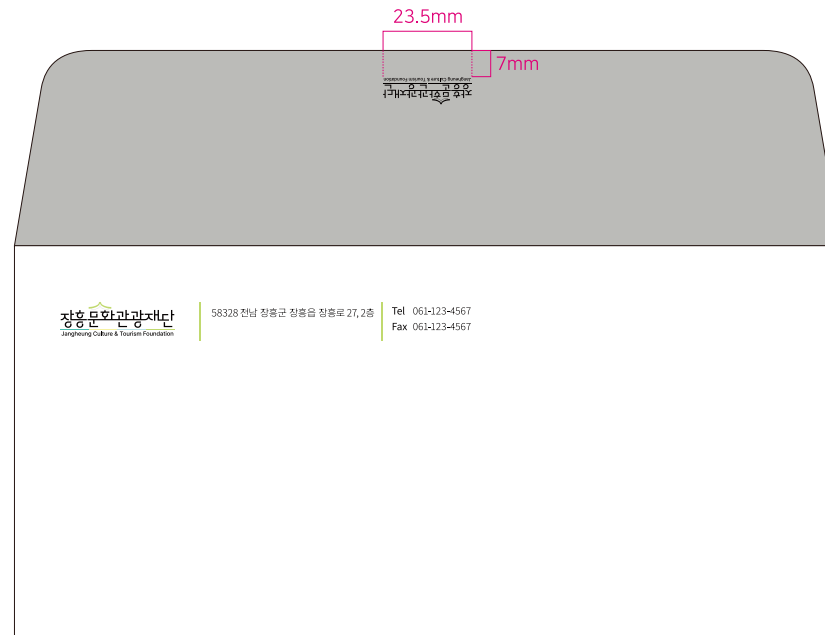 23.5mm
7mm
Jangheung Culture & Tourism Foundation
장흥문화관광재단
장흥문화관광재단
Jangheung Culture & Tourism Foundation
58328 전남 장흥군 장흥읍 장흥로 27, 2층
Tel 061-123-4567
Fax 061-123-4567